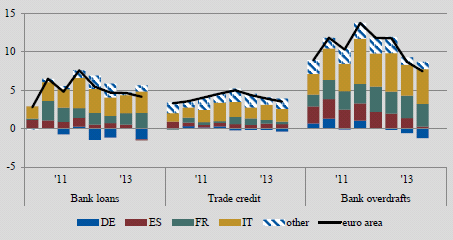 15
10
5
0
-5
'11 '13 '11 '13 '11 '13
Bank loans Trade credit Bank overdrafts
DE ES FR IT other euro area